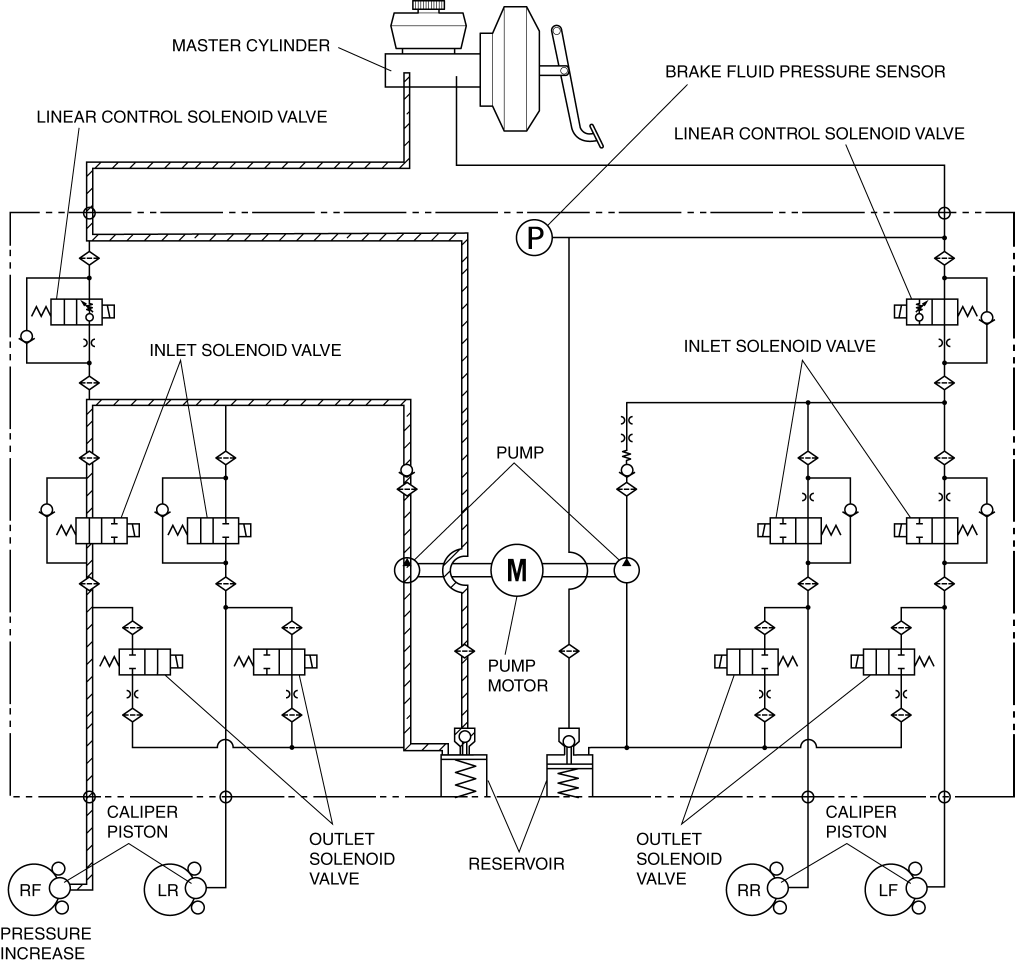 MASTER CYLINDER
BRAKE FLUID PRESSURE SENSOR
LINEAR CONTROL SOLENOID VALVE
LINEAR CONTROL SOLENOID VALVE
P
INLET SOLENOID VALVE
INLET SOLENOID VALVE
PUMP
M
PUMP
MOTOR
CALIPER
PISTON
CALIPER
PISTON
OUTLET
SOLENOID
VALVE
RESERVOIR
OUTLET
SOLENOID
VALVE
RF
LR
RR
LF
PRESSURE
INCREASE